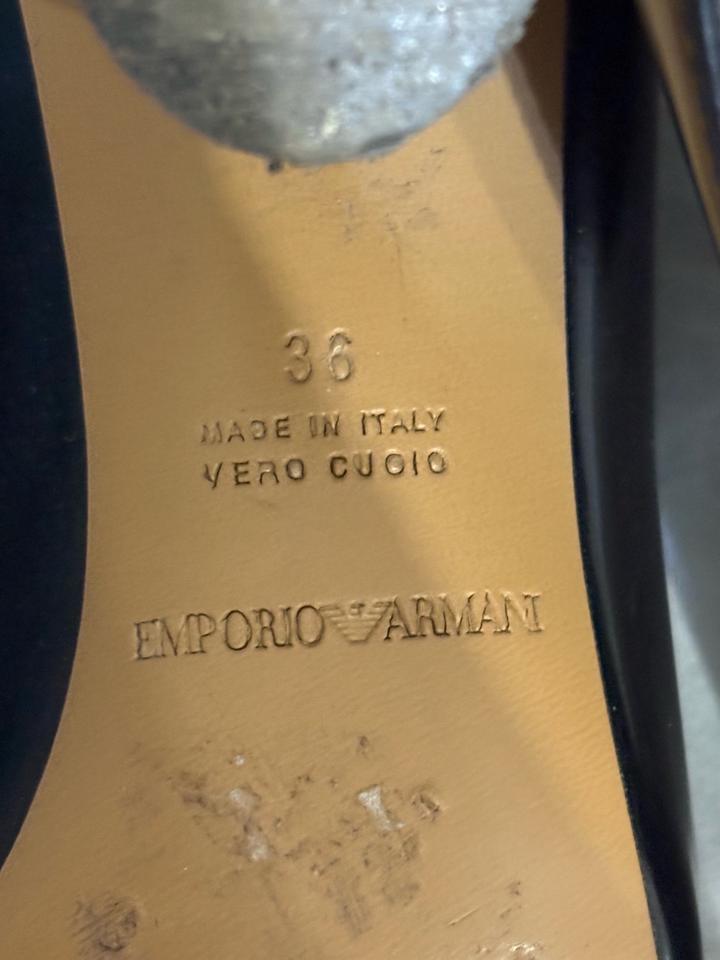 36
MADE IN ITALY
VERO CUOIO
EMPORIO ARMANI